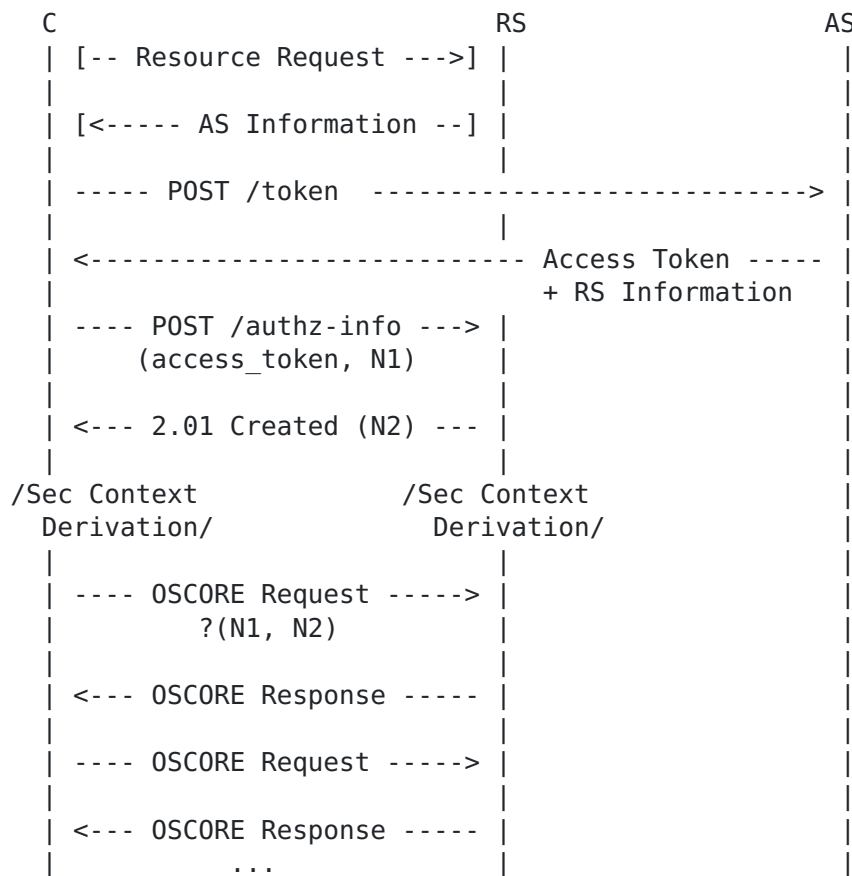 C                            RS                     AS
| [-- Resource Request --->] |                      |
|                            |                      |
| [<----- AS Information --] |                      |
|                            |                      |
| ----- POST /token  ----------------------------> |
|                            |                      |
| <---------------------------- Access Token ----- |
|                              + RS Information     |
| ---- POST /authz-info ---> |                      |
|     (access_token, N1)     |                      |
|                            |                      |
| <--- 2.01 Created (N2) --- |                      |
|                            |                      |
/Sec Context             /Sec Context               |
  Derivation/              Derivation/              |
|                            |                      |
| ---- OSCORE Request -----> |                      |
|         ?(N1, N2)          |                      |
|                            |                      |
| <--- OSCORE Response ----- |                      |
|                            |                      |
| ---- OSCORE Request -----> |                      |
|                            |                      |
| <--- OSCORE Response ----- |                      |
|           ...              |                      |